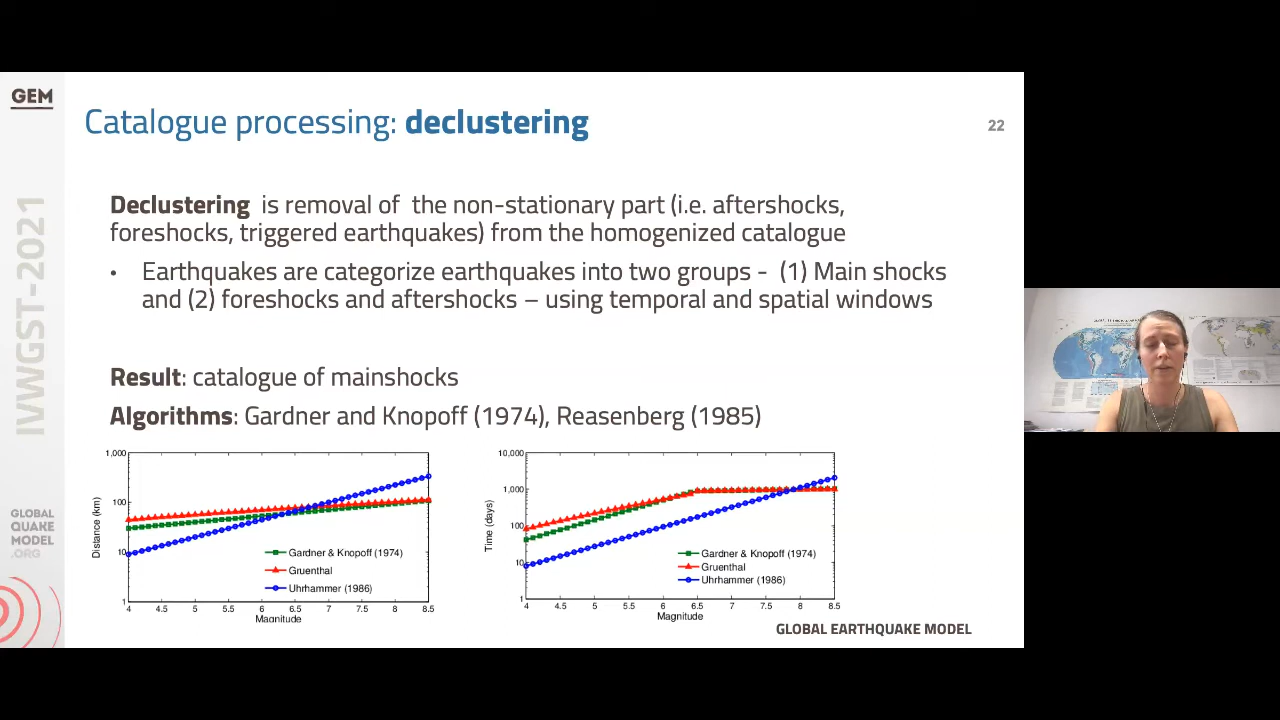 GEM
Catalogue processing: declustering
22
Declustering is removal of the non-stationary part (i.e. aftershocks,
foreshocks, triggered earthquakes) from the homogenized catalogue
• Earthquakes are categorize earthquakes into two groups - (1) Main shocks
and (2) foreshocks and aftershocks – using temporal and spatial windows
Result: catalogue of mainshocks
Algorithms: Gardner and Knopoff (1974), Reasenberg (1985)
IVWGST-2021
GLOBAL
QUAKE
MODEL
.ORG
1,000
100
10
1
Distance (km)
Gardner & Knopoff (1974)
Gruenthal
Uhrhammer (1986)
4 4.5 5 5.5 6 6.5 7 7.5 8 8.5
Magnitude
10,000
1,000
100
10
1
Time (days)
Gardner & Knopoff (1974)
Gruenthal
Uhrhammer (1986)
4 4.5 5 5.5 6 6.5 7 7.5 8 8.5
Magnitude
GLOBAL EARTHQUAKE MODEL